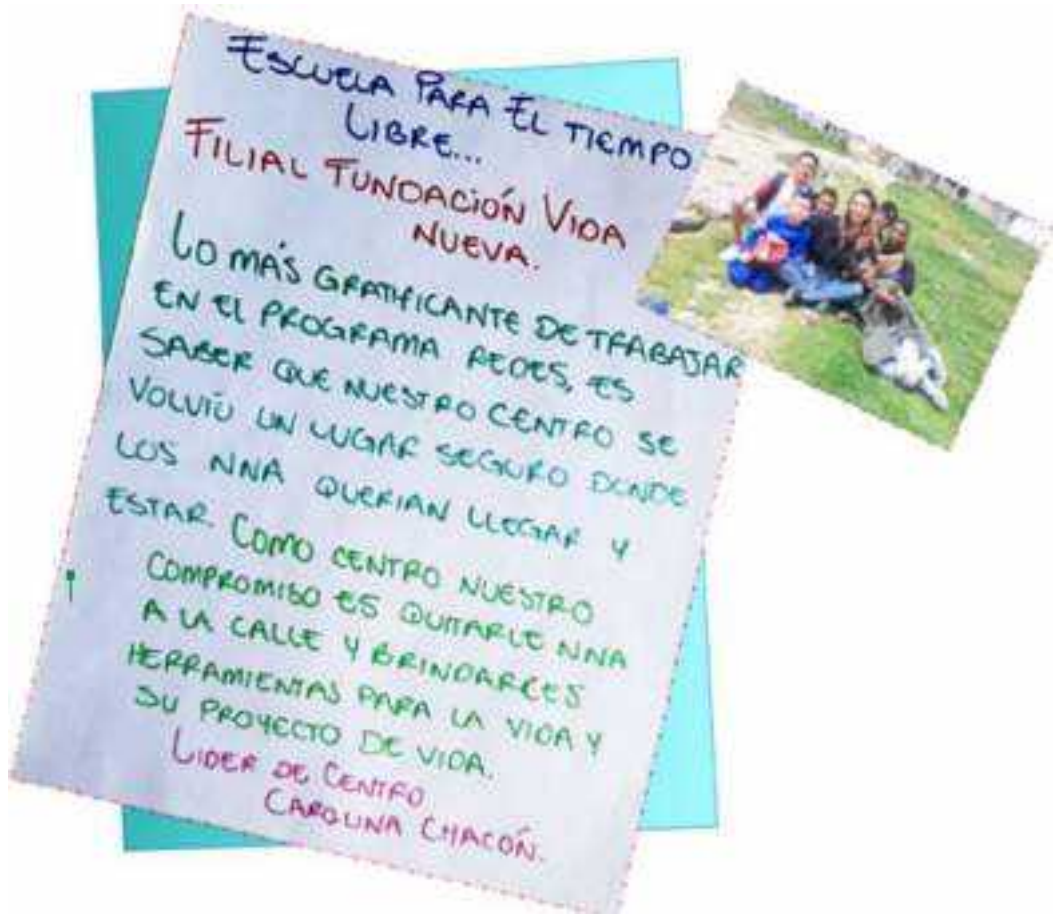 ESCUELA PARA EL TIEMPO
LIBRE...
FILIAL FUNDACIÓN VIDA
NUEVA.
LO MÁS GRATIFICANTE DE TRABAJAR
EN EL PROGRAMA REDES, ES
SABER QUE NUESTRO CENTRO SE
VOLVIÓ UN LUGAR SEGURO DONDE
LOS NNA QUERIAN LLEGAR Y
ESTAR. COMO CENTRO NUESTRO
COMPROMISO ES QUITARLE NNA
A LA CALLE Y BRINDARLES
HERRAMIENTAS PARA LA VIDA Y
SU PROYECTO DE VIDA.
LIDER DE CENTRO
CAROLINA CHACÓN.